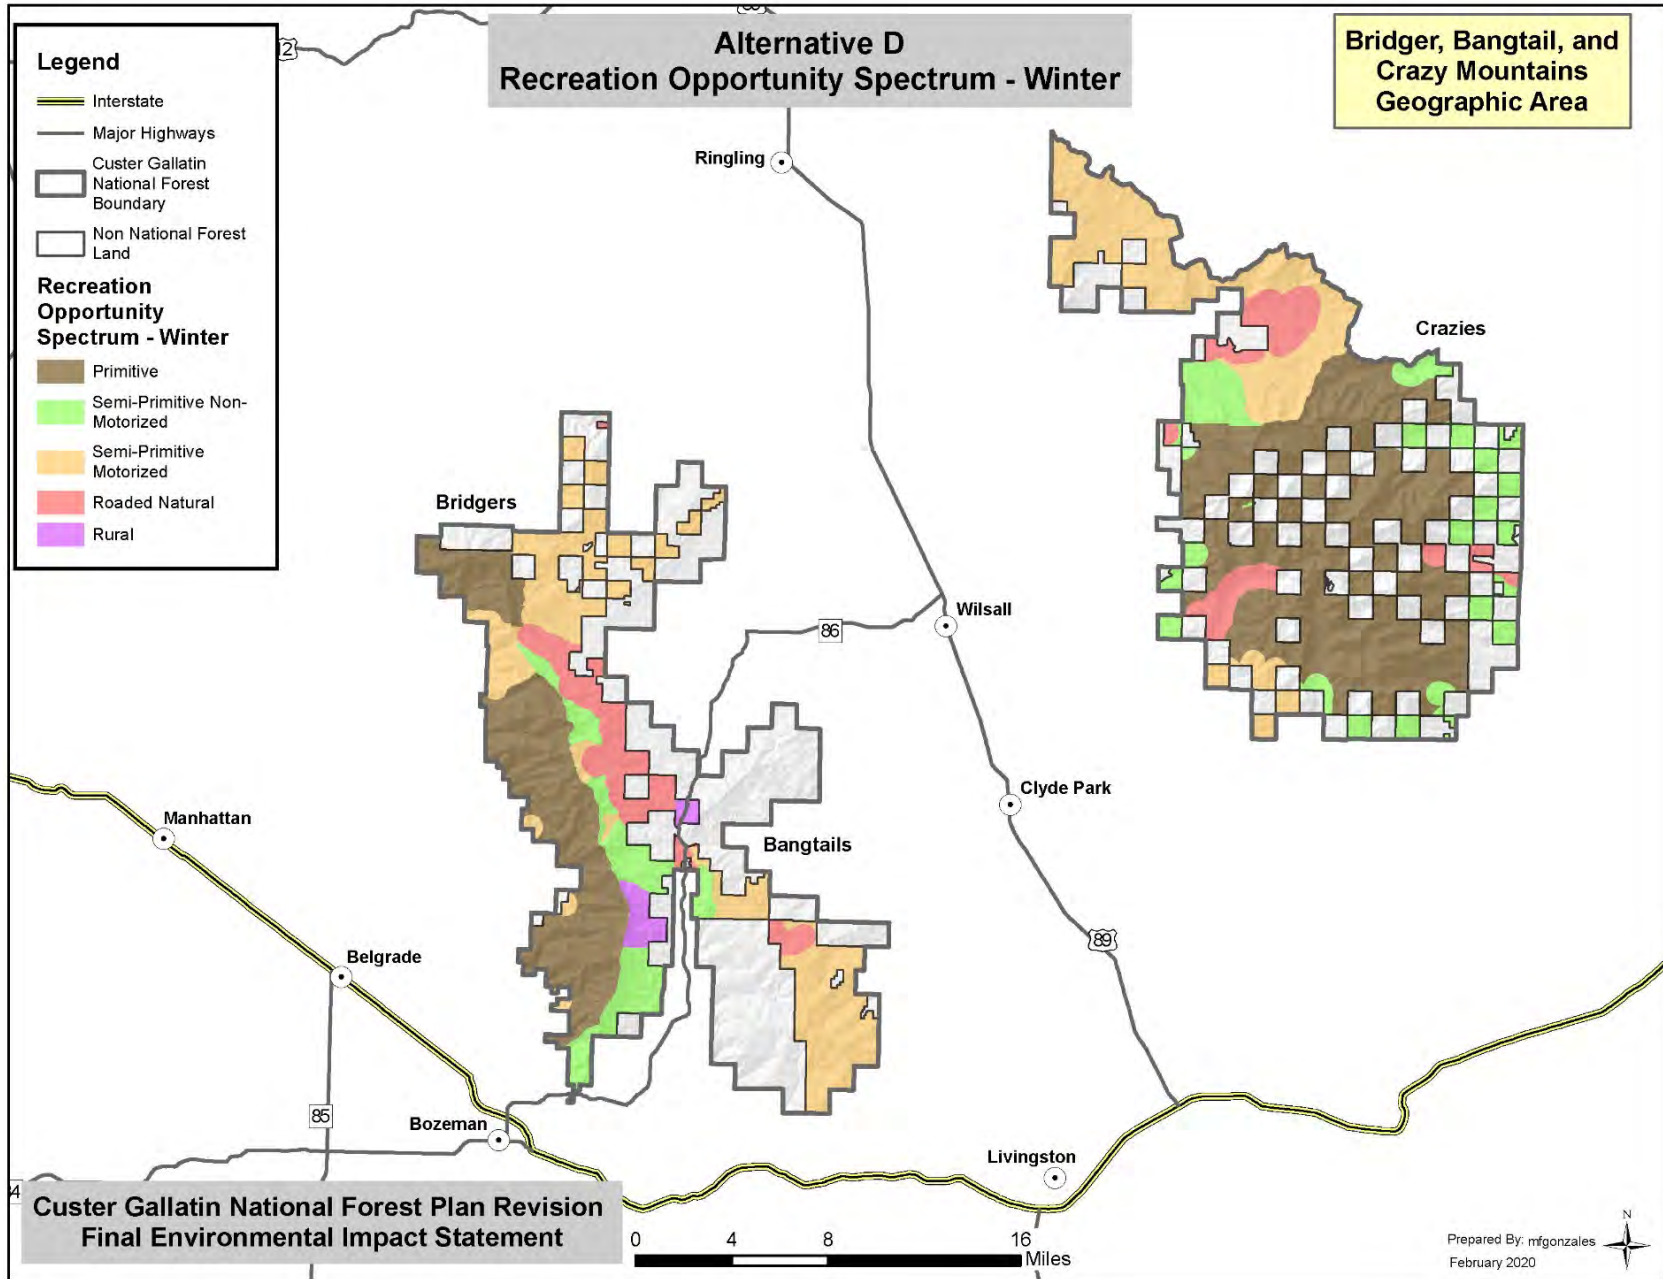 Alternative D
Recreation Opportunity Spectrum - Winter
Bridger, Bangtail, and
Crazy Mountains
Geographic Area
Legend
Interstate
Major Highways
Custer Gallatin
National Forest
Boundary
Non National Forest
Land
Recreation
Opportunity
Spectrum - Winter
Primitive
Semi-Primitive Non-
Motorized
Semi-Primitive
Motorized
Roaded Natural
Rural
Ringling
Crazies
Bridgers
Wilsall
86
Clyde Park
Manhattan
Bangtails
89
Belgrade
85
Bozeman
Livingston
Custer Gallatin National Forest Plan Revision
Final Environmental Impact Statement
0 4 8 16
Miles
N
Prepared By: mfgonzales
February 2020